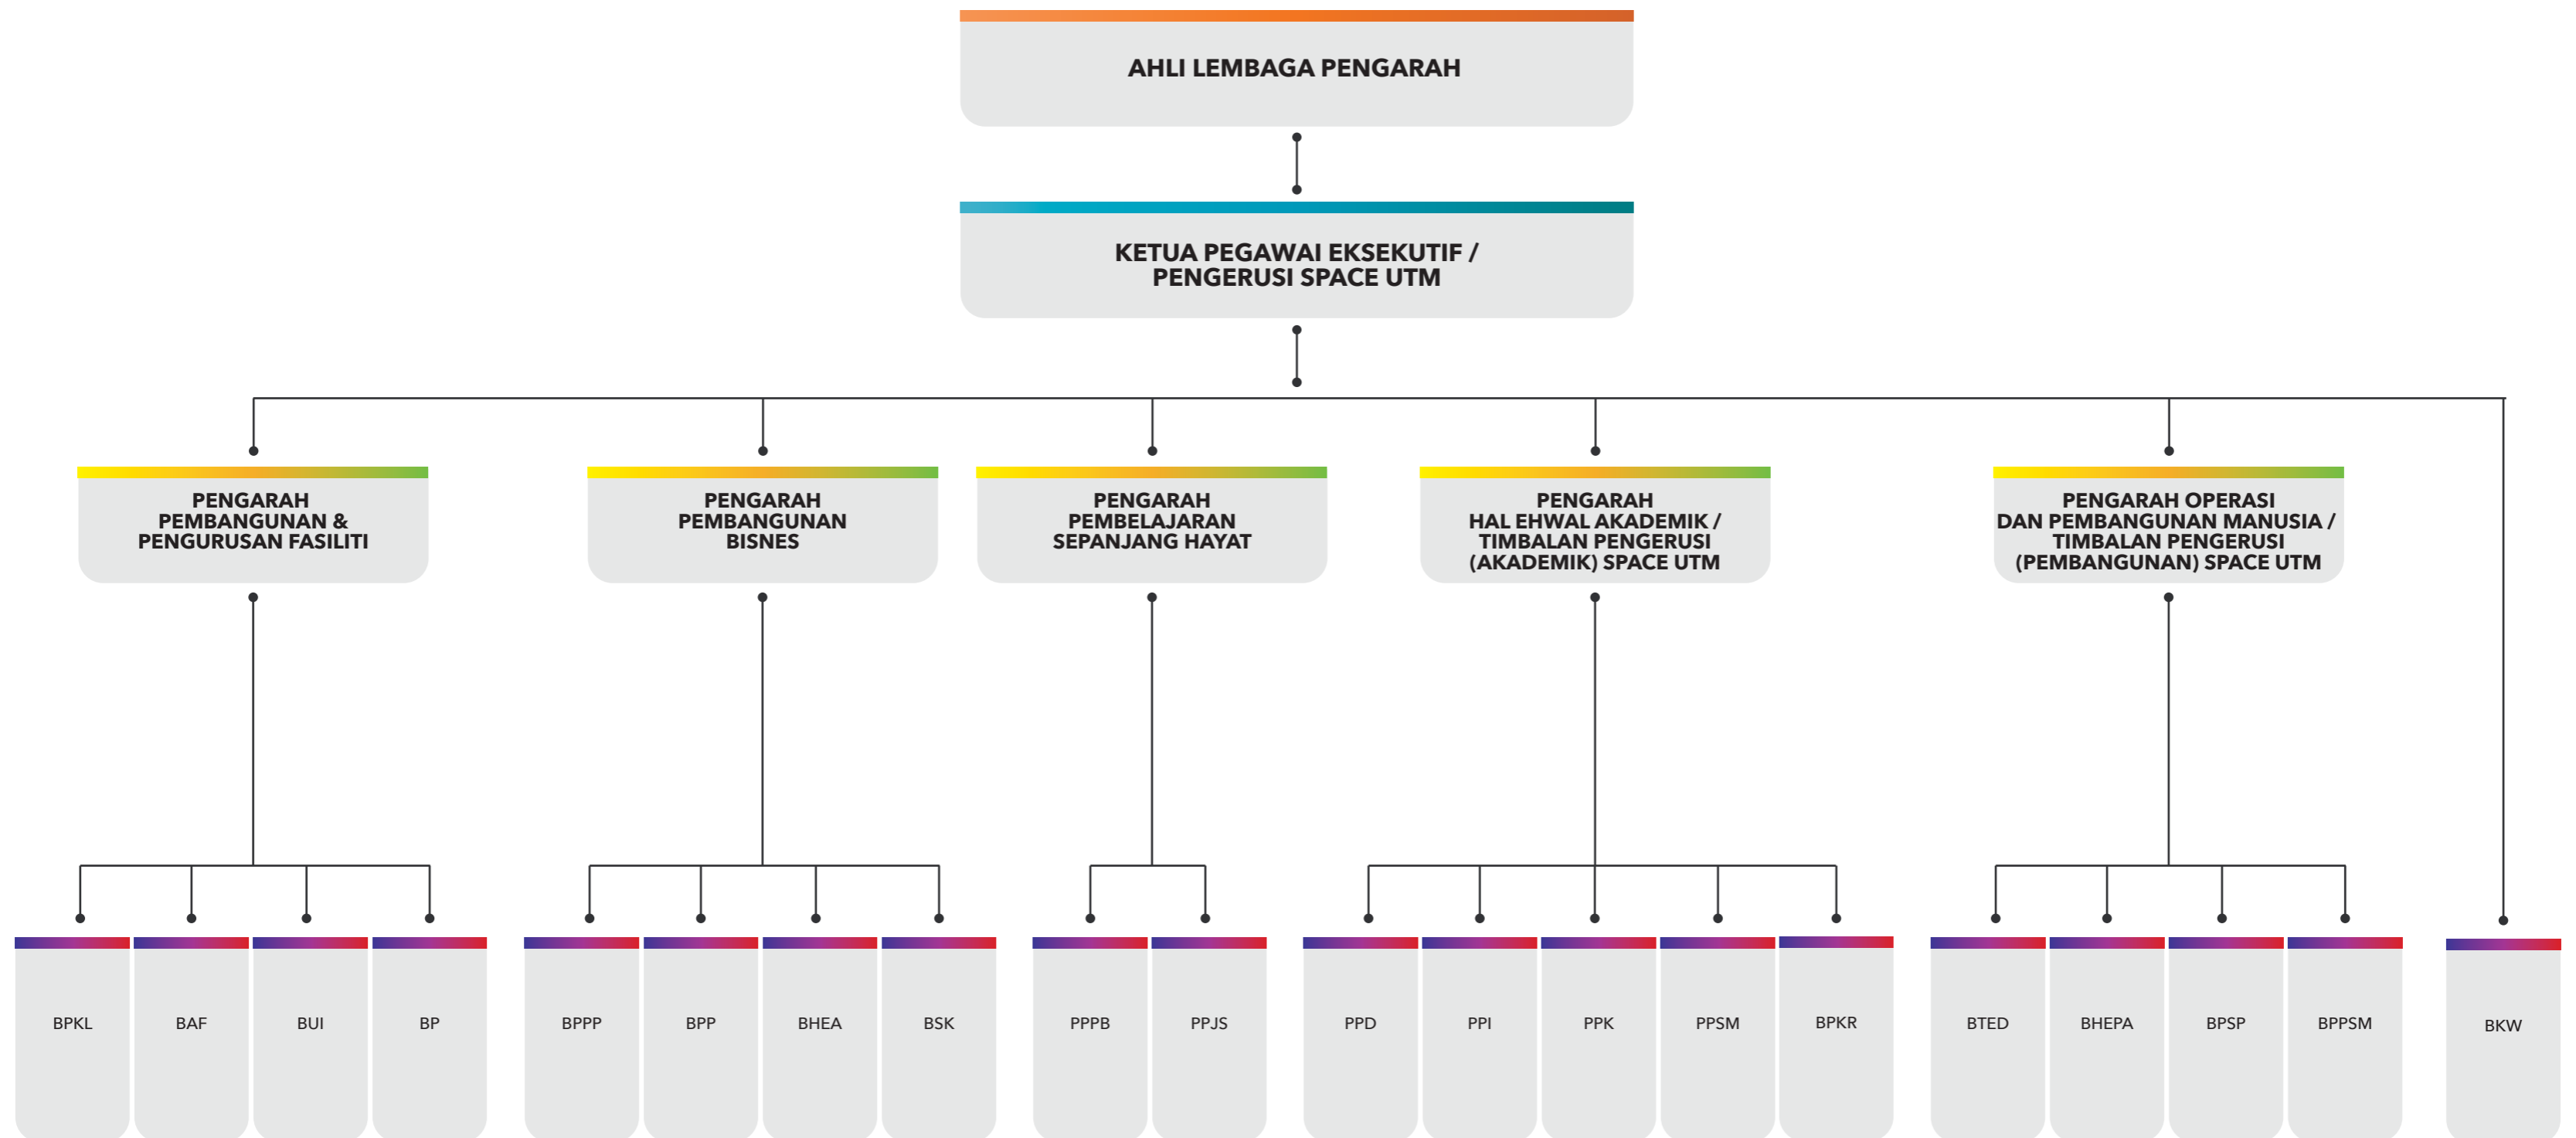 AHLI LEMBAGA PENGARAH
KETUA PEGAWAI EKSEKUTIF /
PENGERUSI SPACE UTM
PENGARAH
PEMBANGUNAN &
PENGURUSAN FASILITI
PENGARAH
PEMBANGUNAN
BISNES
PENGARAH
PEMBELAJARAN
SEPANJANG HAYAT
PENGARAH
HAL EHWAL AKADEMIK /
TIMBALAN PENGERUSI
(AKADEMIK) SPACE UTM
PENGARAH OPERASI
DAN PEMBANGUNAN MANUSIA /
TIMBALAN PENGERUSI
(PEMBANGUNAN) SPACE UTM
BPKL
BAF
BUI
BP
BPPP
BPP
BHEA
BSK
PPPB
PPJS
PPD
PPI
PPK
PPSM
BPKR
BTED
BHEPA
BPSP
BPPSM
BKW